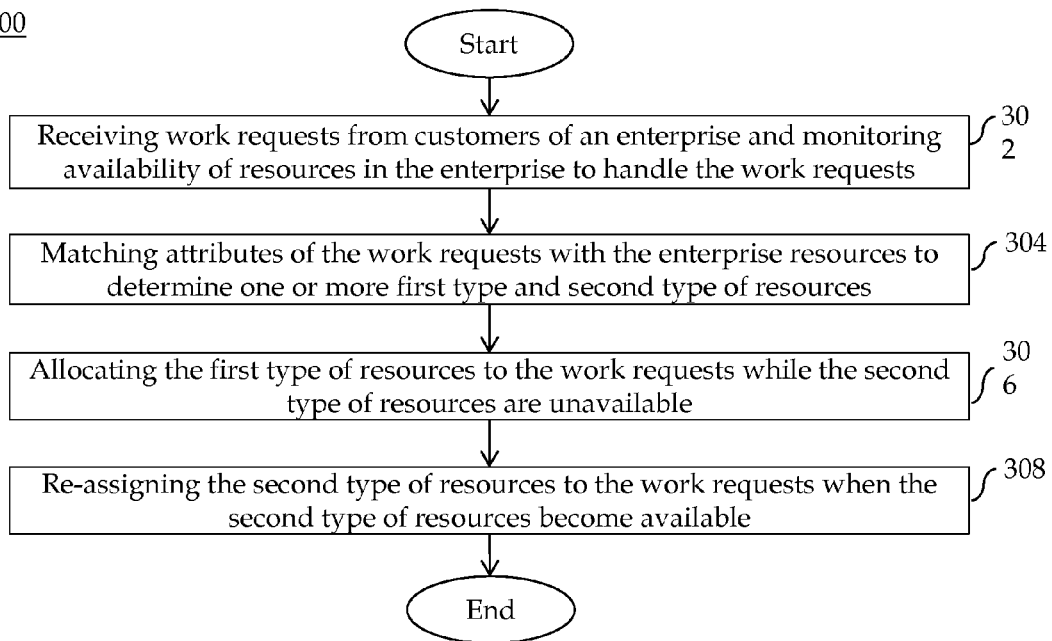 00
Start
Receiving work requests from customers of an enterprise and monitoring
availability of resources in the enterprise to handle the work requests
30
2
Matching attributes of the work requests with the enterprise resources to
determine one or more first type and second type of resources
304
Allocating the first type of resources to the work requests while the second
type of resources are unavailable
30
6
Re-assigning the second type of resources to the work requests when the
second type of resources become available
308
End